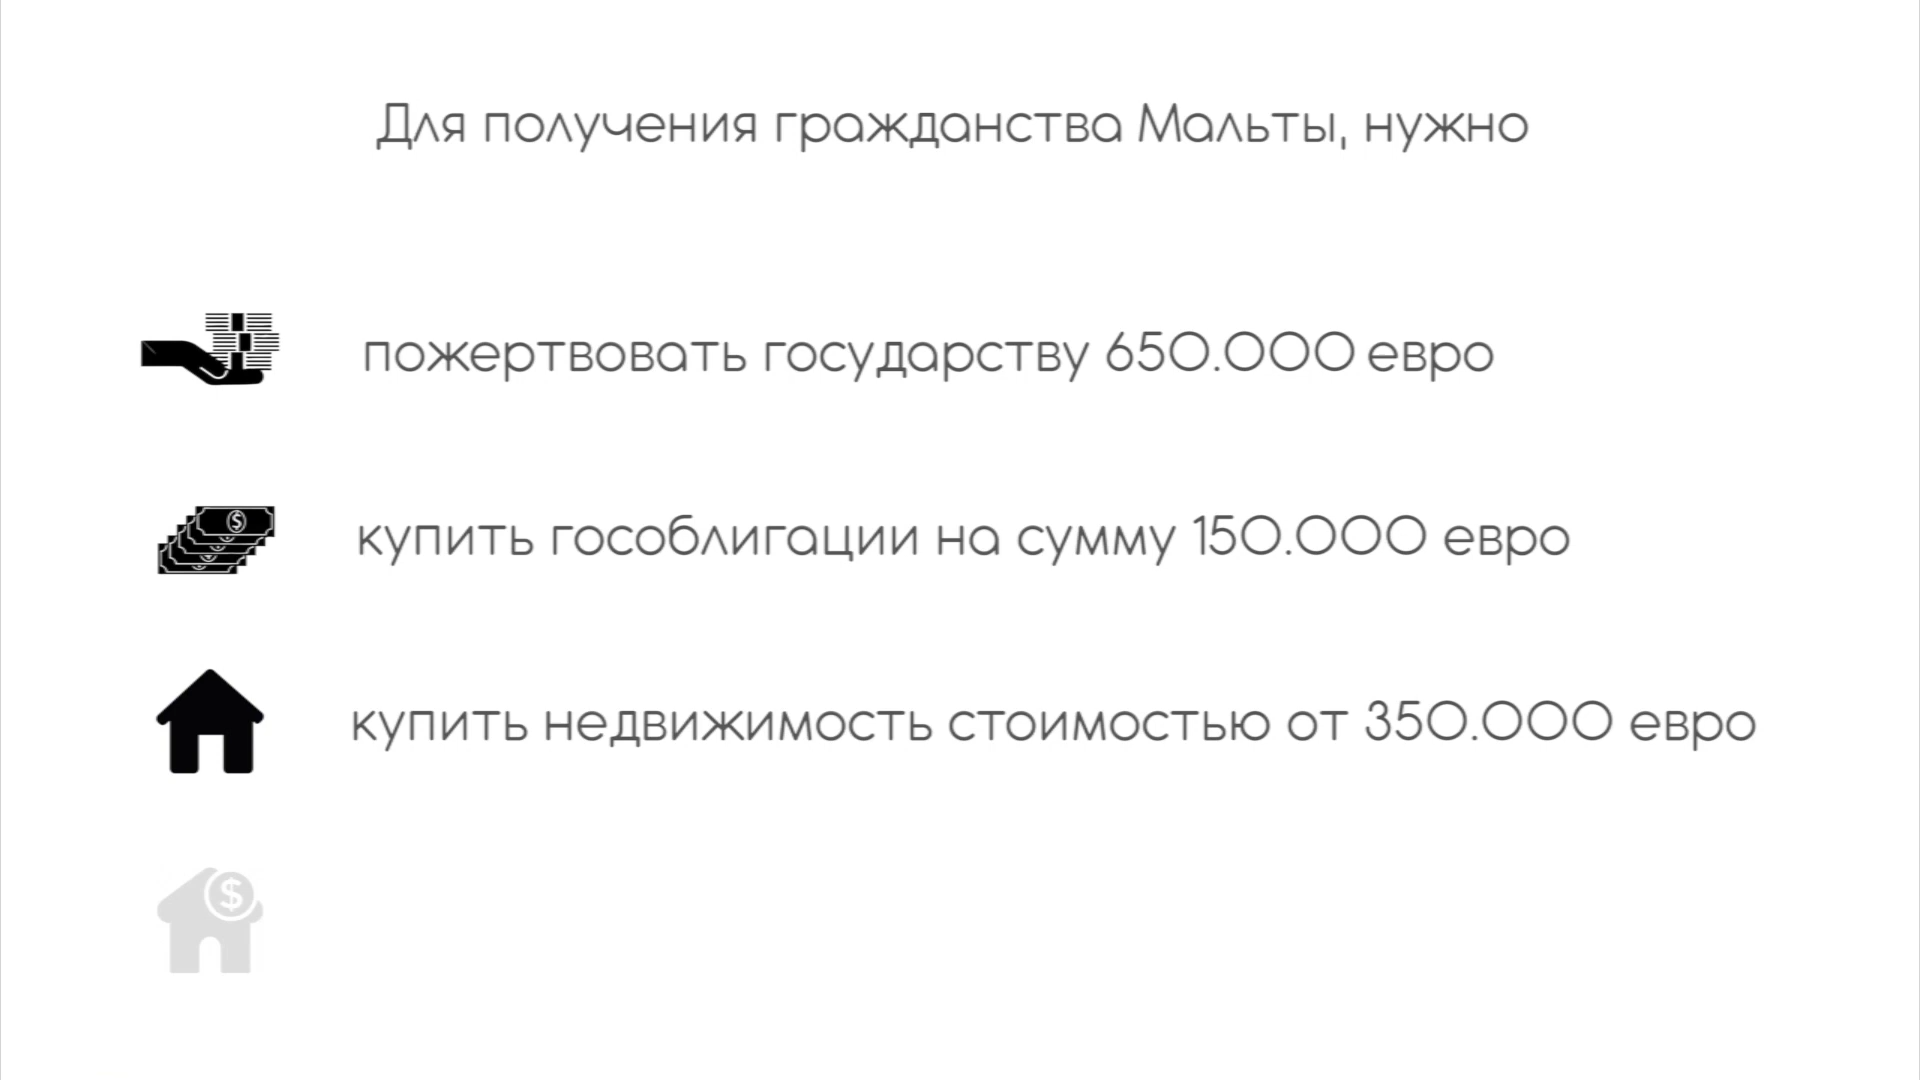 Для получения гражданства Мальты, нужно
пожертвовать государству 650.000 евро
купить гособлигации на сумму 150.000 евро
купить недвижимость стоимостью от 350.000 евро